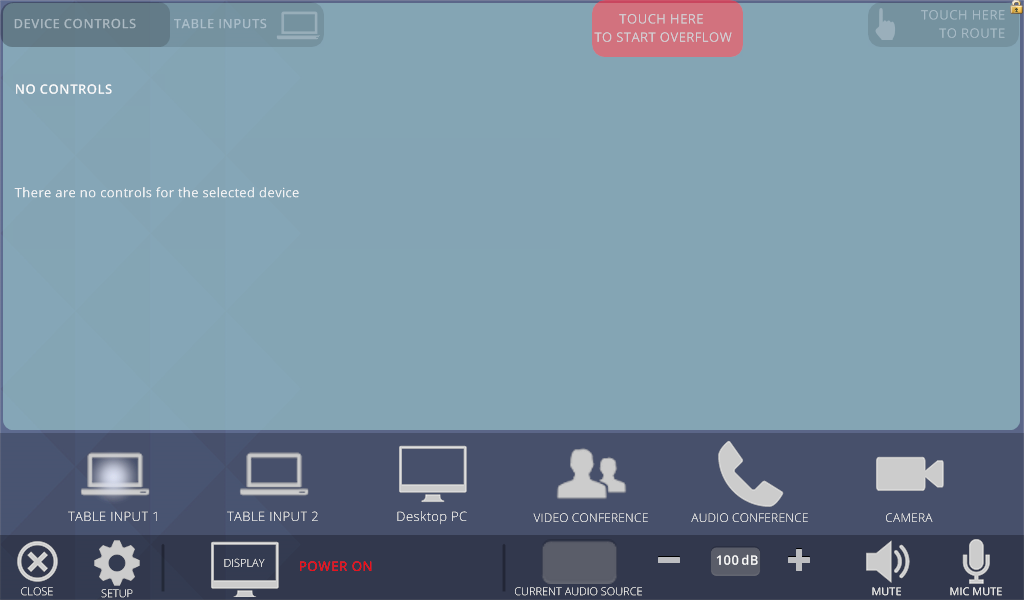 DEVICE CONTROLS
TABLE INPUTS
TOUCH HERE
TO START OVERFLOW
TOUCH HERE
TO ROUTE
NO CONTROLS
There are no controls for the selected device
TABLE INPUT 1
TABLE INPUT 2
Desktop PC
VIDEO CONFERENCE
AUDIO CONFERENCE
CAMERA
CLOSE
SETUP
DISPLAY
POWER ON
CURRENT AUDIO SOURCE
100 dB
MUTE
MIC MUTE